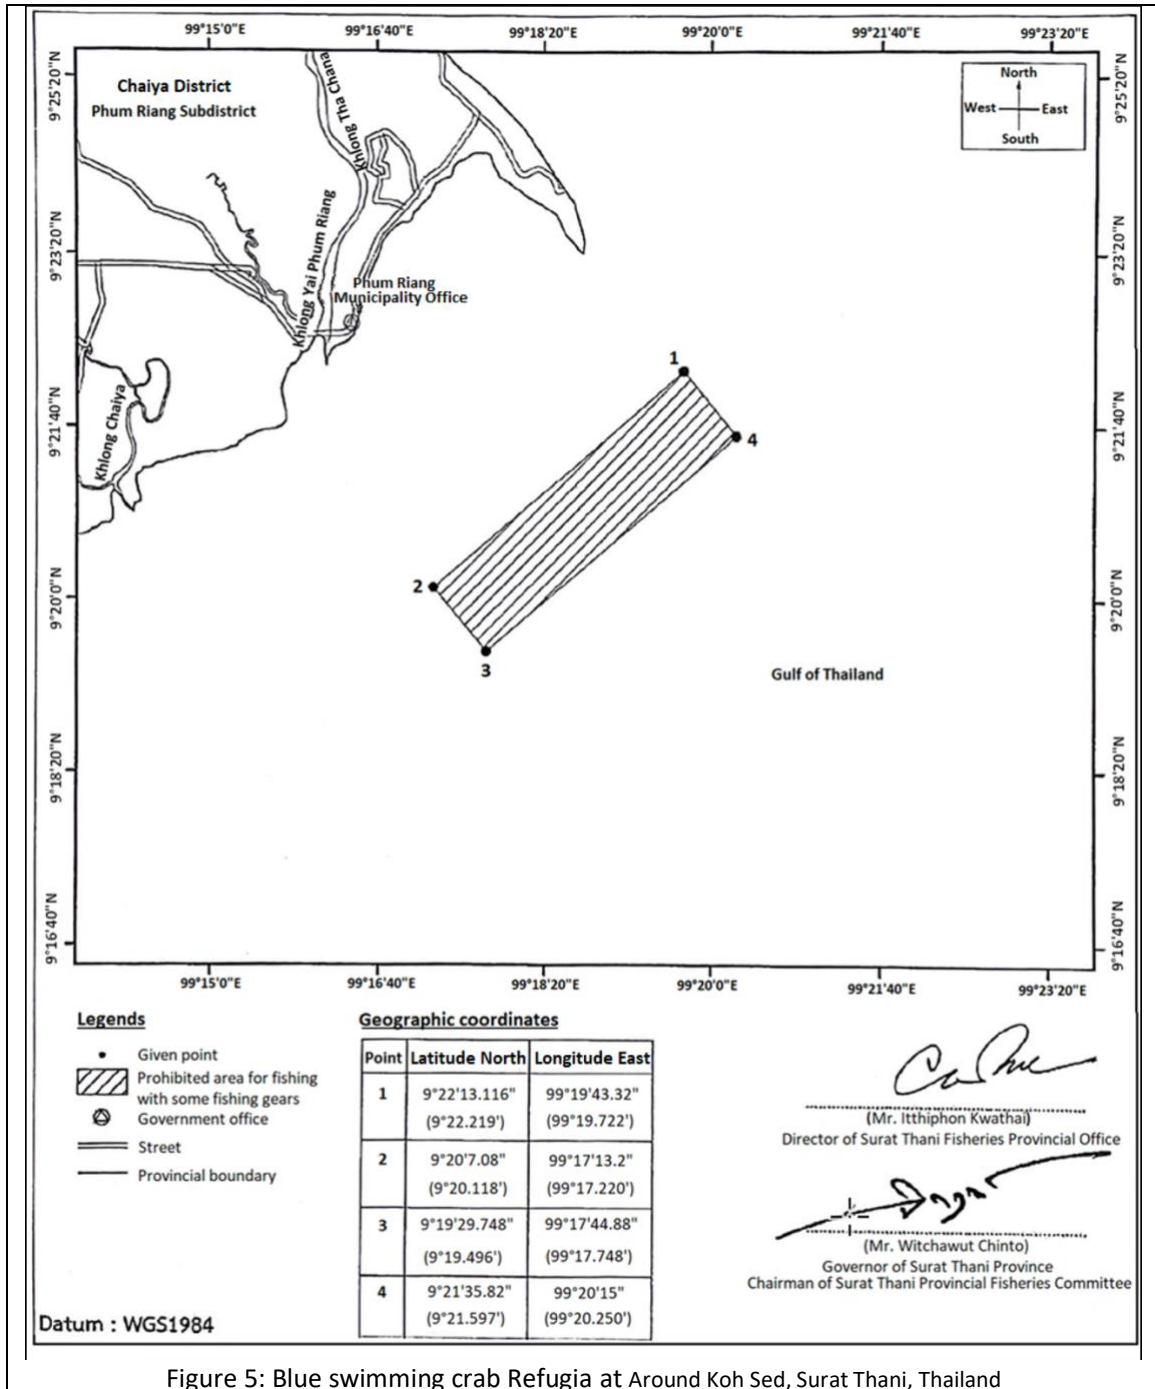 99°15'0"E 99°16'40"E 99°18'20"E 99°20'0"E 99°21'40"E 99°23'20"E
9°25'20"N
9°23'20"N
9°21'40"N
9°20'0"N
9°18'20"N
9°16'40"N
Chaiya District
Phum Riang Subdistrict
Khlong Tha Chana
Khlong Yai Phum Riang
Phum Riang
Municipality Office
Khlong Chaiya
North
West East
South
1
4
2
3
Gulf of Thailand
9°25'20"N
9°23'20"N
9°21'40"N
9°20'0"N
9°18'20"N
9°16'40"N
99°15'0"E 99°16'40"E 99°18'20"E 99°20'0"E 99°21'40"E 99°23'20"E
Legends
Given point
Prohibited area for fishing
with some fishing gears
Government office
Street
Provincial boundary
Datum : WGS1984
Geographic coordinates
Point Latitude North Longitude East
1 9°22'13.116" 99°19'43.32"
(9°22.219') (99°19.722')
2 9°20'7.08" 99°17'13.2"
(9°20.118') (99°17.220')
3 9°19'29.748" 99°17'44.88"
(9°19.496') (99°17.748')
4 9°21'35.82" 99°20'15"
(9°21.597') (99°20.250')
(Mr. Itthiphon Kwathai)
Director of Surat Thani Fisheries Provincial Office
(Mr. Witchawut Chinto)
Governor of Surat Thani Province
Chairman of Surat Thani Provincial Fisheries Committee
Figure 5: Blue swimming crab Refugia at Around Koh Sed, Surat Thani, Thailand